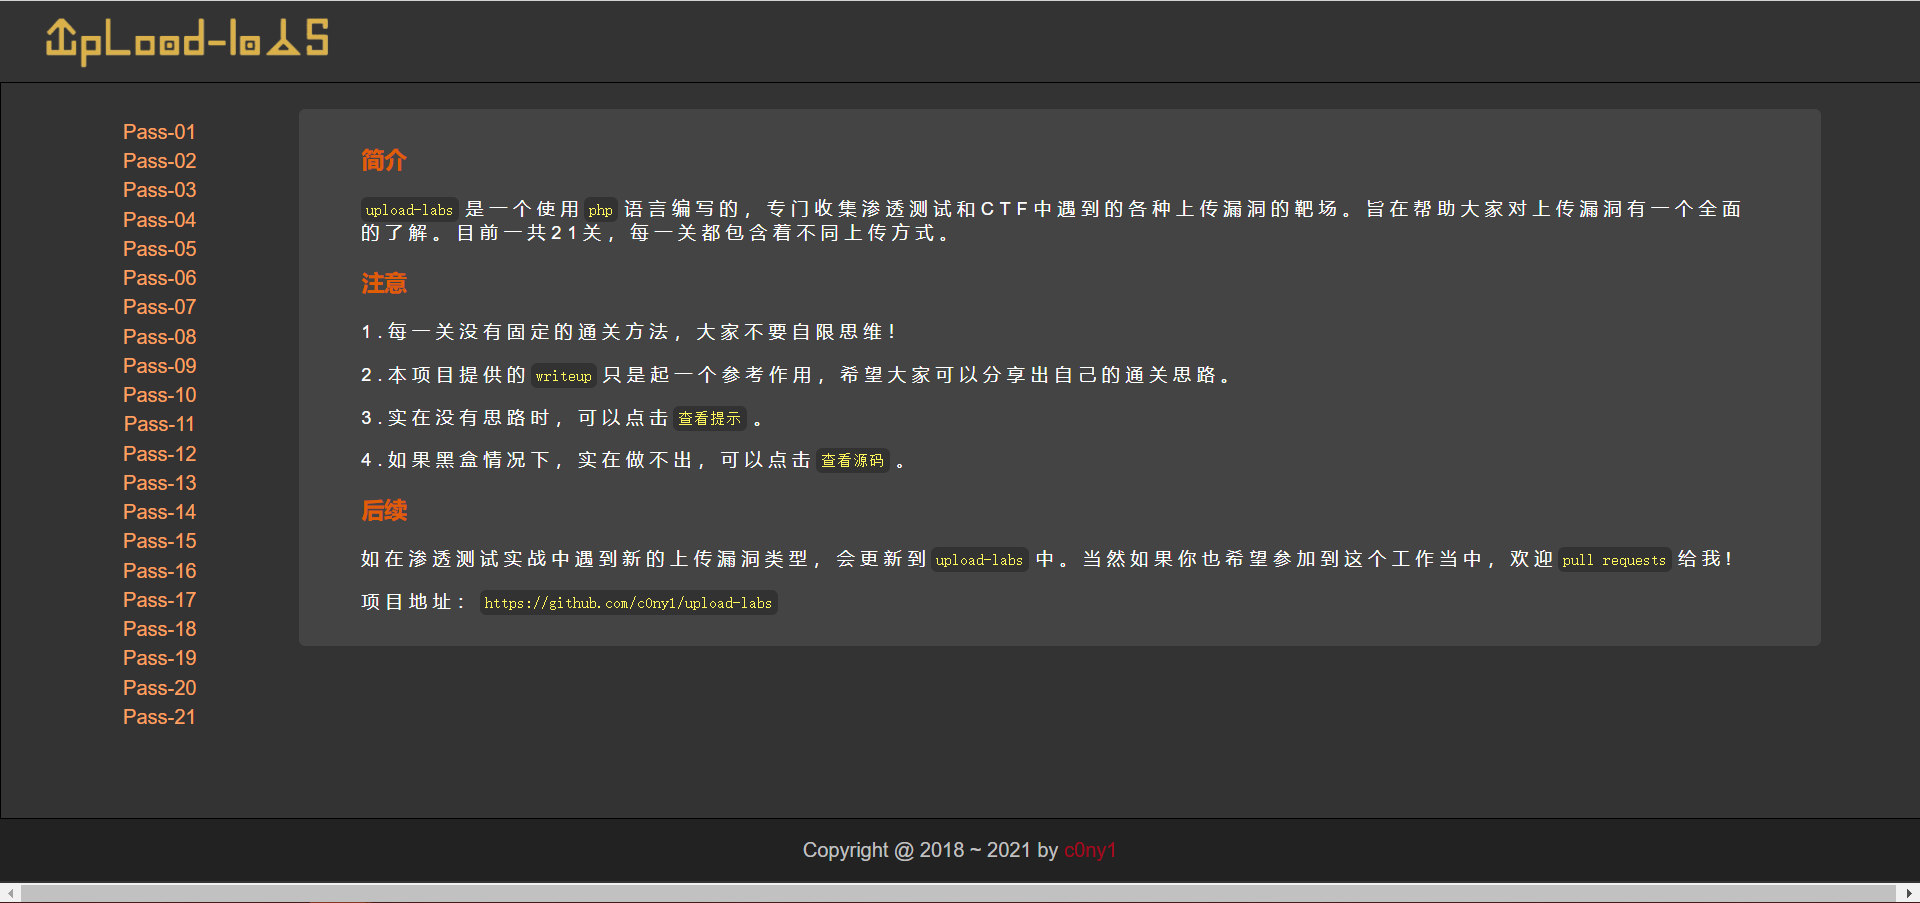 upload-labs
Pass-01
Pass-02
Pass-03
Pass-04
Pass-05
Pass-06
Pass-07
Pass-08
Pass-09
Pass-10
Pass-11
Pass-12
Pass-13
Pass-14
Pass-15
Pass-16
Pass-17
Pass-18
Pass-19
Pass-20
Pass-21
简介
upload-labs 是一个使用 php 语言编写的，专门收集渗透测试和CTF中遇到的各种上传漏洞的靶场。旨在帮助大家对上传漏洞有一个全面
的了解。目前一共21关，每一关都包含着不同上传方式。
注意
1.每一关没有固定的通关方法，大家不要自限思维！
2.本项目提供的 writeup 只是起一个参考作用，希望大家可以分享出自己的通关思路。
3.实在没有思路时，可以点击 查看提示 。
4.如果黑盒情况下，实在做不出，可以点击 查看源码 。
后续
如在渗透测试实战中遇到新的上传漏洞类型，会更新到 upload-labs 中。当然如果你也希望参加到这个工作当中，欢迎 pull requests 给我！
项目地址： https://github.com/c0ny1/upload-labs
Copyright @ 2018 ~ 2021 by c0ny1